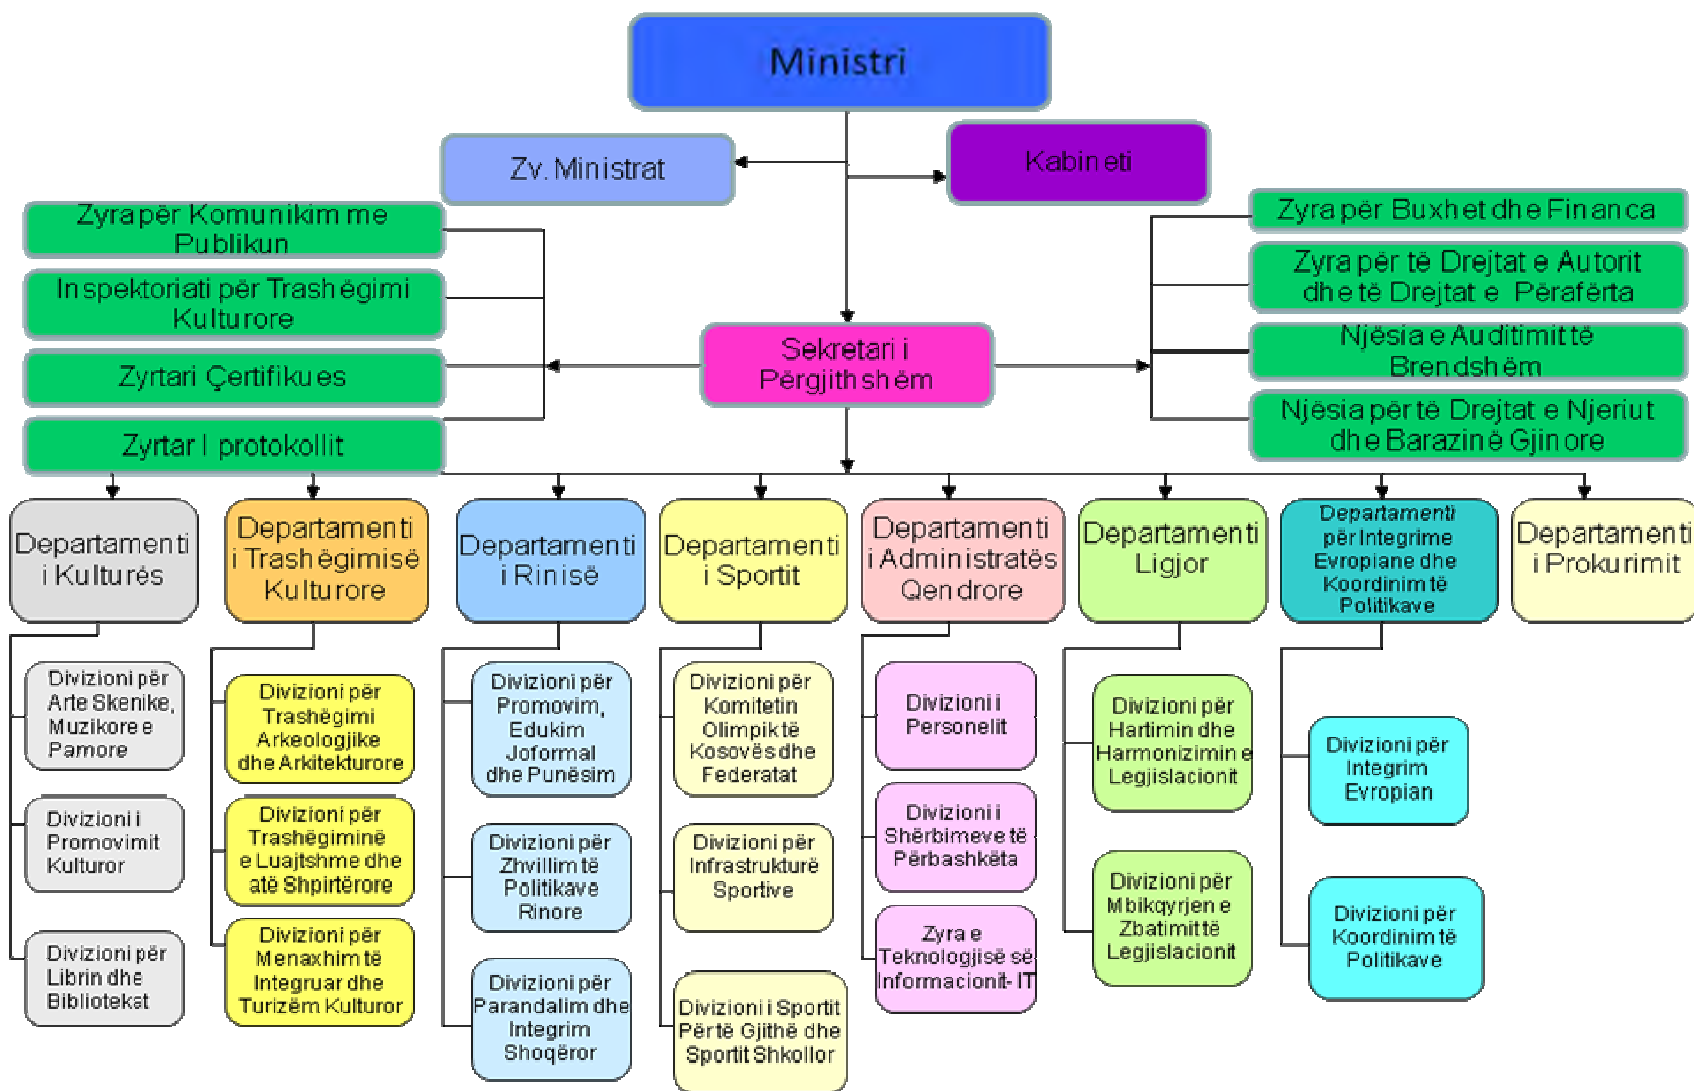 Ministri
Zv. Ministrat
Kabineti
Zyra për Komunikim me
Publikun
Inspektoriati për Trashëgimi
Kulturore
Zyrtari Çertifikues
Zyrtar I protokollit
Zyra për Buxhet dhe Financa
Zyra për të Drejtat e Autorit
dhe të Drejtat e Përafërta
Njësia e Auditimit të
Brendshëm
Njësia për të Drejtat e Njeriut
dhe Barazinë Gjinore
Sekretari i
Përgjithshëm
Departamenti
i Kulturës
Departamenti
i Trashëgimisë
Kulturore
Departamenti
i Rinisë
Departamenti
i Sportit
Departamenti
i Administratës
Qendrore
Departamenti
Ligjor
Departamenti
për Integrime
Evropiane dhe
Koordinim të
Politikave
Departamenti
i Prokurimit
Divizioni për
Arte Skenike,
Muzikore e
Pamore
Divizioni i
Promovimit
Kulturor
Divizioni për
Librin dhe
Bibliotekat
Divizioni për
Trashëgimi
Arkeologjike
dhe Arkitekturore
Divizioni për
Trashëgiminë
e Luajtshme dhe
atë Shpirtërore
Divizioni për
Menaxhim të
Integruar dhe
Turizëm Kulturor
Divizioni për
Promovim,
Edukim
Joformal
dhe Punësim
Divizioni për
Zhvillim të
Politikave
Rinore
Divizioni për
Parandalim dhe
Integrim
Shoqëror
Divizioni për
Komitetin
Olimpik të
Kosovës dhe
Federatat
Divizioni për
Infrastrukturë
Sportive
Divizioni i Sportit
Për të Gjithë dhe
Sportit Shkollor
Divizioni i
Personelit
Divizioni i
Shërbimeve të
Përbashkëta
Zyra e
Teknologjisë së
Informacionit- IT
Divizioni për
Hartimin dhe
Harmonizimin e
Legjislacionit
Divizioni për
Mbikqyrjen e
Zbatimit të
Legjislacionit
Divizioni për
Integrim
Evropian
Divizioni për
Koordinim të
Politikave